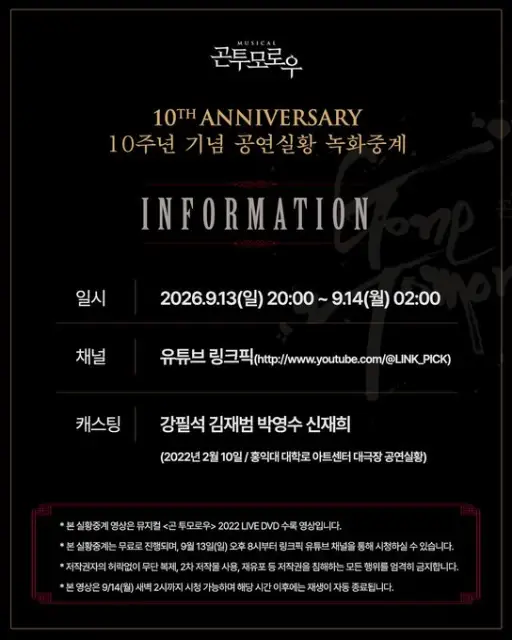 MUSICAL
곤투모로우
10TH ANNIVERSARY
10주년 기념 공연실황 녹화중계
INFORMATION
Gone
Tomor
일시 2026.9.13(일) 20:00 ~ 9.14(월) 02:00
채널 유튜브 링크픽(http://www.youtube.com/@LINK_PICK)
캐스팅 강필석 김재범 박영수 신재희
(2022년 2월 10일 / 홍익대 대학로 아트센터 대극장 공연실황)
* 본 실황중계 영상은 뮤지컬 <곤 투모로우> 2022 LIVE DVD 수록 영상입니다.
* 본 실황중계는 무료로 진행되며, 9월 13일(일) 오후 8시부터 링크픽 유튜브 채널을 통해 시청하실 수 있습니다.
* 저작권자의 허락없이 무단 복제, 2차 저작물 사용, 재유포 등 저작권을 침해하는 모든 행위를 엄격히 금지합니다.
* 본 영상은 9/14(월) 새벽 2시까지 시청 가능하며 해당 시간 이후에는 재생이 자동 종료됩니다.